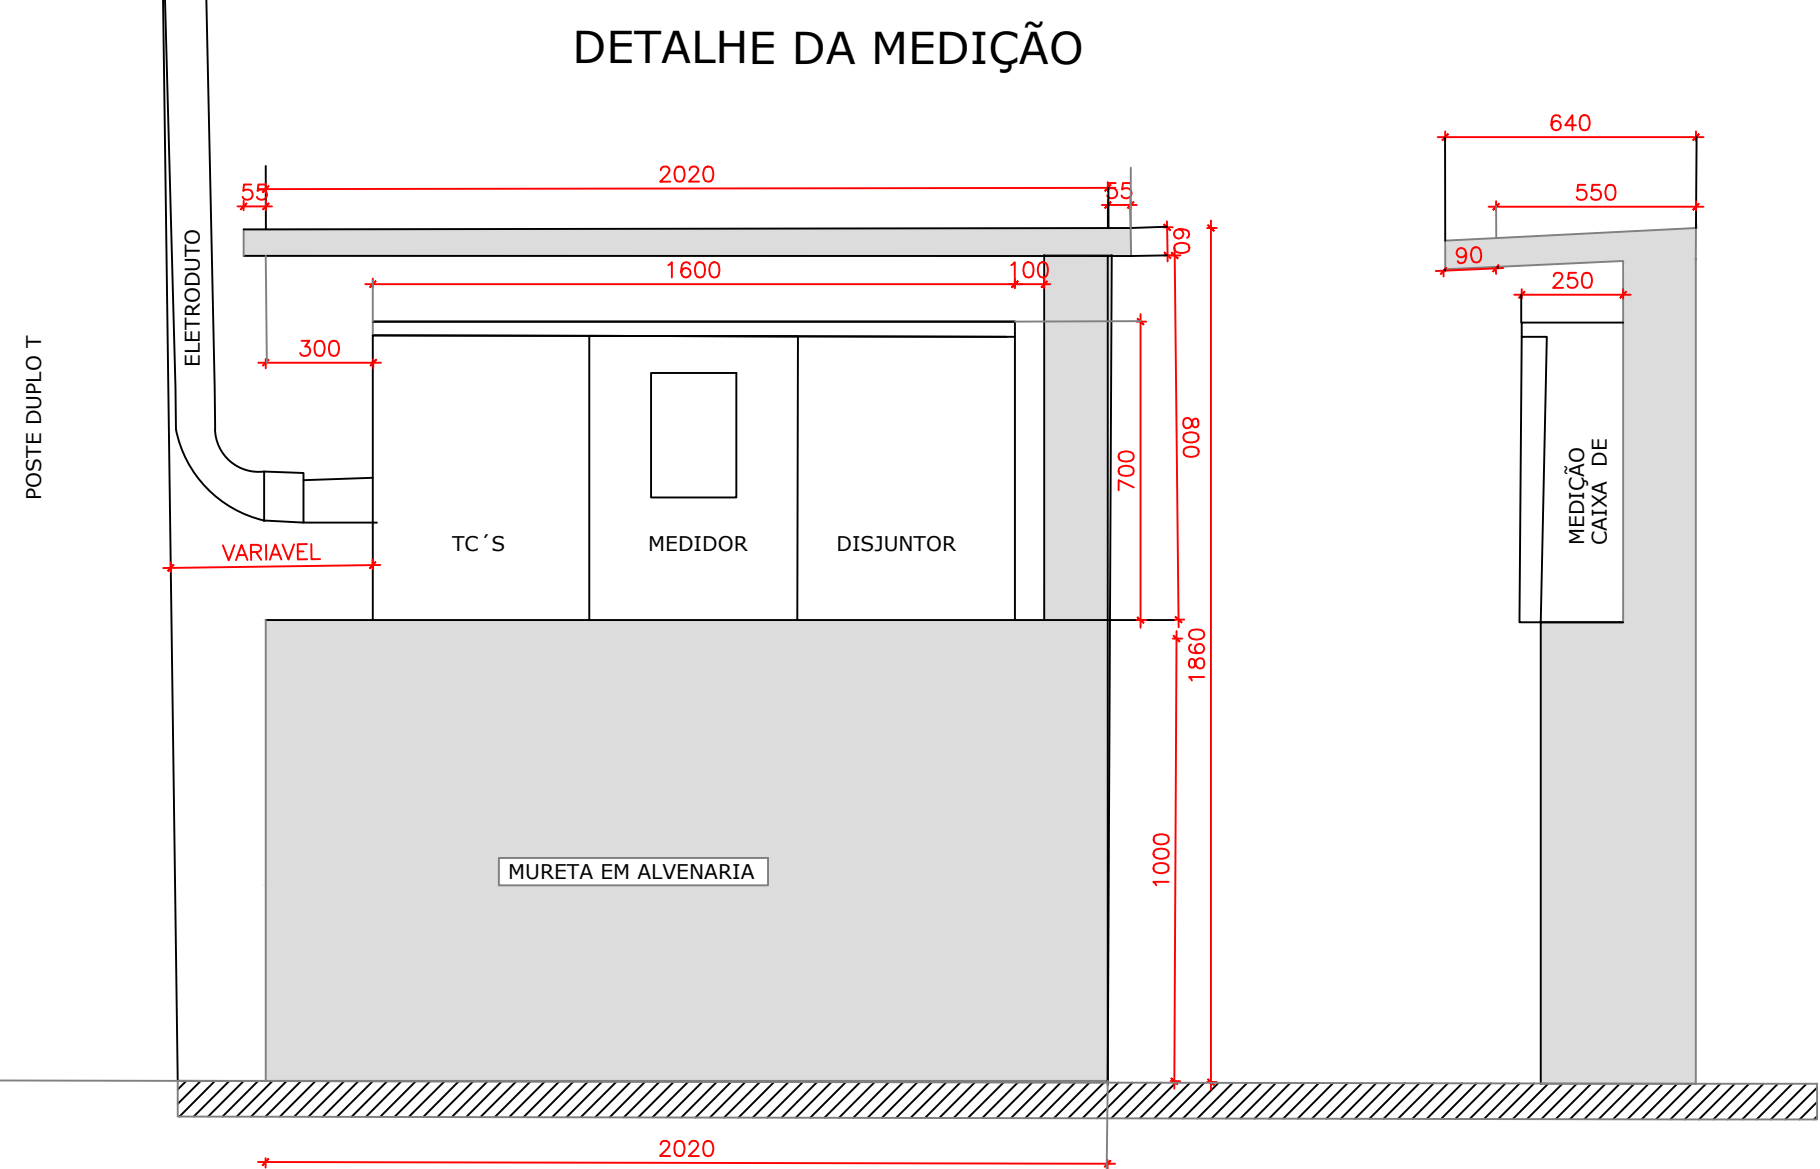 DETALHE DA MEDIÇÃO
640
2020
55
55
550
60
90
1600
100
250
ELETRODUTO
300
POSTE DUPLO T
800
700
MEDIÇÃO
CAIXA DE
TC´S
MEDIDOR
DISJUNTOR
VARIAVEL
1860
1000
MURETA EM ALVENARIA
2020